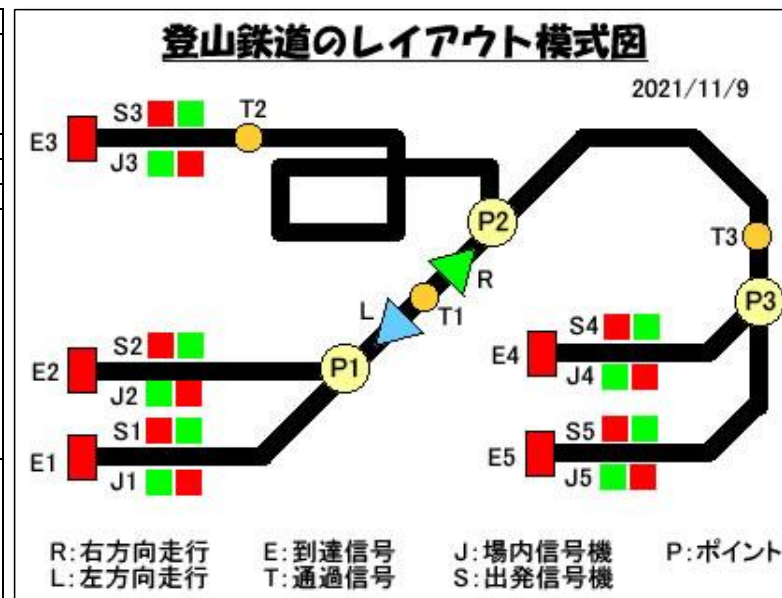 登山鉄道のレイアウト模式図
2021/11/9
S3
T2
E3
J3
P2
T3
R
L
T1
P3
S2
S4
E2
P1
E4
J2
J4
S1
S5
E1
E5
J1
J5
R:右方向走行 E:到達信号 J:場内信号機 P:ポイント
L:左方向走行 T:通過信号 S:出発信号機